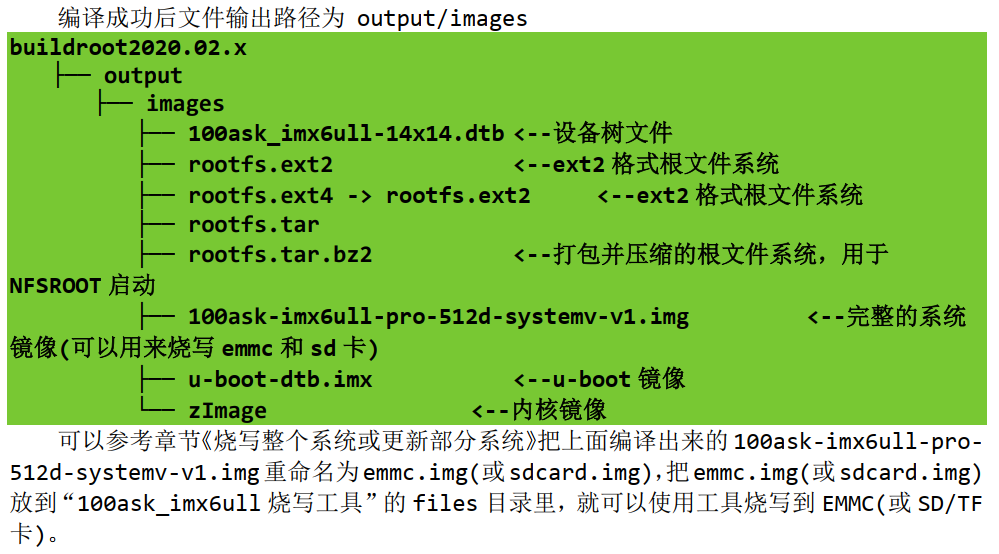 编译成功后文件输出路径为 output/images
buildroot2020.02.x
├── output
├── images
├── 100ask_imx6ull-14x14.dtb <--设备树文件
├── rootfs.ext2 <--ext2 格式根文件系统
├── rootfs.ext4 -> rootfs.ext2 <--ext2 格式根文件系统
├── rootfs.tar
├── rootfs.tar.bz2 <--打包并压缩的根文件系统，用于
NFSROOT 启动
├── 100ask-imx6ull-pro-512d-systemv-v1.img <--完整的系统
镜像(可以用来烧写 emmc 和 sd 卡)
├── u-boot-dtb.imx <--u-boot 镜像
└── zImage <--内核镜像
可以参考章节《烧写整个系统或更新部分系统》把上面编译出来的 100ask-imx6ull-pro-
512d-systemv-v1.img 重命名为 emmc.img(或 sdcard.img)，把 emmc.img(或 sdcard.img)
放到“100ask_imx6ull 烧写工具”的 files 目录里，就可以使用工具烧写到 EMMC(或 SD/TF
卡)。